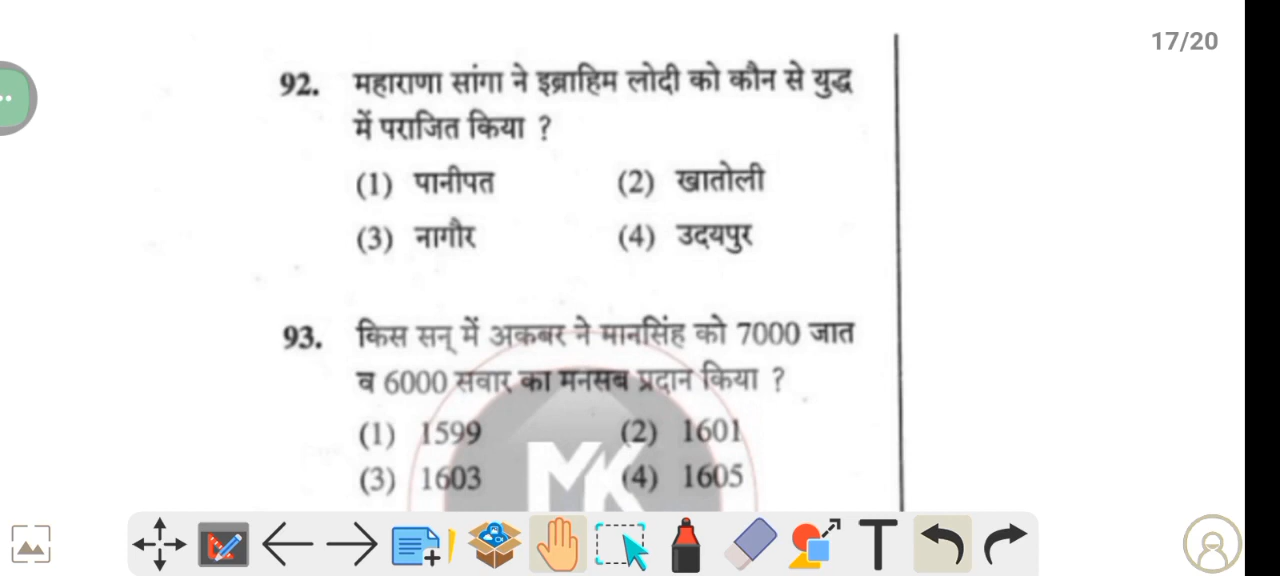 17/20
92. महाराणा सांगा ने इब्राहिम लोदी को कौन से युद्ध
में पराजित किया ?
(1) पानीपत (2) खातोली
(3) नागौर (4) उदयपुर
93. किस सन् में अकबर ने मानसिंह को 7000 जात
व 6000 सवार का मनसब प्रदान किया ?
(1) 1599 (2) 1601
(3) 1603 (4) 1605
MK
T